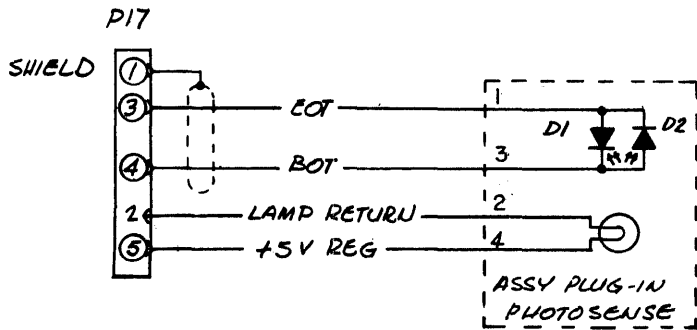 P17
SHIELD 1
3 EOT 1
D1 D2
4 BOT 3
2 LAMP RETURN 2
5 +5V REG 4
ASSY PLUG-IN
PHOTOSENSE